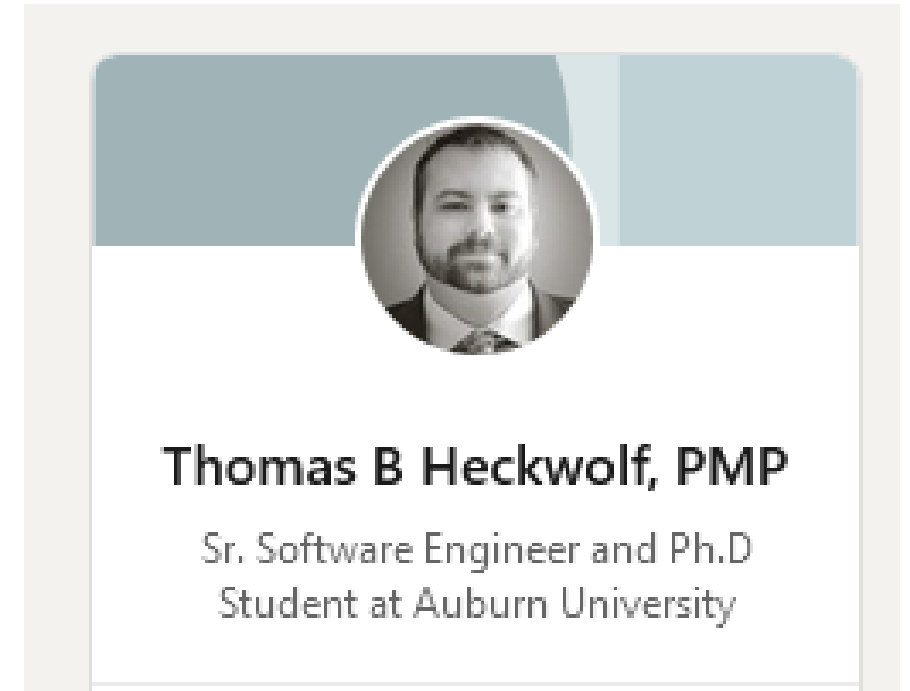 Thomas B Heckwolf, PMP
Sr. Software Engineer and Ph.D
Student at Auburn University